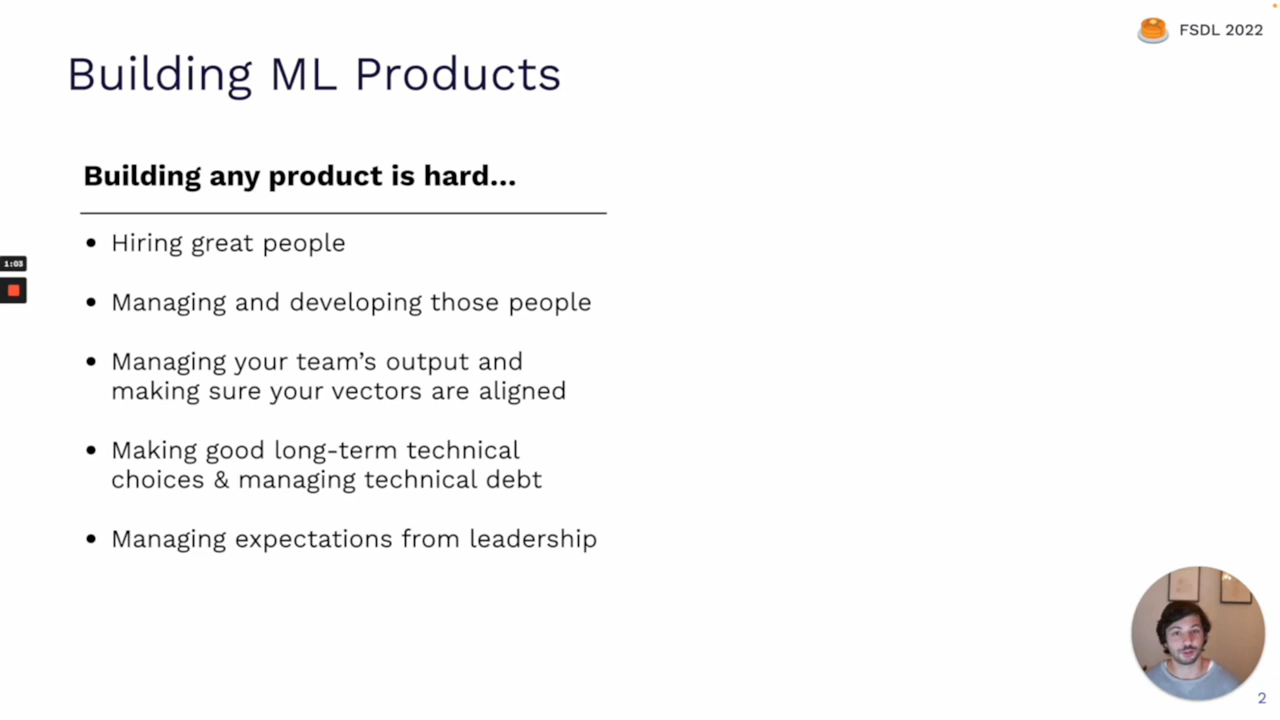 FSDL 2022
Building ML Products
Building any product is hard...
• Hiring great people
• Managing and developing those people
• Managing your team’s output and
making sure your vectors are aligned
• Making good long-term technical
choices & managing technical debt
• Managing expectations from leadership
1:03
2